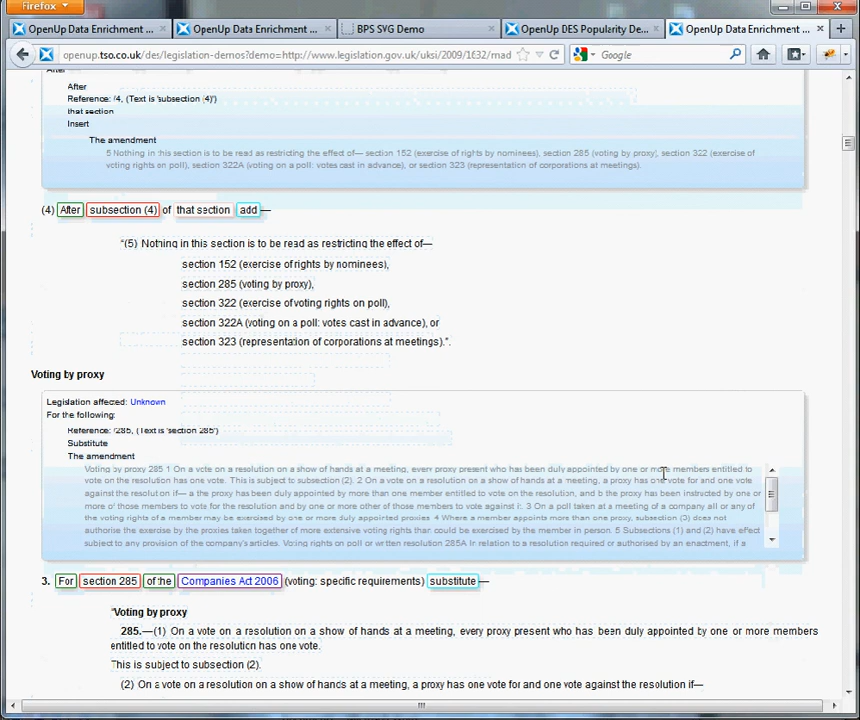 Firefox
OpenUp Data Enrichment ... × OpenUp Data Enrichment ... × BPS SVG Demo × OpenUp DES Popularity De... × OpenUp Data Enrichment ... × +
openup.tso.co.uk/des/legislation-demos?demo=http://www.legislation.gov.uk/uksi/2009/1632/mad Google
After
After
Reference: /4, (Text is 'subsection (4)')
that section
Insert
The amendment
5 Nothing in this section is to be read as restricting the effect of— section 152 (exercise of rights by nominees), section 285 (voting by proxy), section 322 (exercise of
voting rights on poll), section 322A (voting on a poll: votes cast in advance), or section 323 (representation of corporations at meetings).
(4) After subsection (4) of that section add—
“(5) Nothing in this section is to be read as restricting the effect of—
section 152 (exercise of rights by nominees),
section 285 (voting by proxy),
section 322 (exercise of voting rights on poll),
section 322A (voting on a poll: votes cast in advance), or
section 323 (representation of corporations at meetings).”.
Voting by proxy
Legislation affected: Unknown
For the following:
Reference: /285, (Text is 'section 285')
Substitute
The amendment
Voting by proxy 285 1 On a vote on a resolution on a show of hands at a meeting, every proxy present who has been duly appointed by one or more members entitled to
vote on the resolution has one vote. This is subject to subsection (2). 2 On a vote on a resolution on a show of hands at a meeting, a proxy has one vote for and one vote
against the resolution if— a the proxy has been duly appointed by more than one member entitled to vote on the resolution, and b the proxy has been instructed by one or
more of those members to vote for the resolution and by one or more other of those members to vote against it. 3 On a poll taken at a meeting of a company all or any of
the voting rights of a member may be exercised by one or more duly appointed proxies 4 Where a member appoints more than one proxy, subsection (3) does not
authorise the exercise by the proxies taken together of more extensive voting rights than could be exercised by the member in person. 5 Subsections (1) and (2) have effect
subject to any provision of the company's articles. Voting rights on poll or written resolution 285A In relation to a resolution required or authorised by an enactment, if a
3. For section 285 of the Companies Act 2006 (voting: specific requirements) substitute—
“Voting by proxy
285.—(1) On a vote on a resolution on a show of hands at a meeting, every proxy present who has been duly appointed by one or more members
entitled to vote on the resolution has one vote.
This is subject to subsection (2).
(2) On a vote on a resolution on a show of hands at a meeting, a proxy has one vote for and one vote against the resolution if—